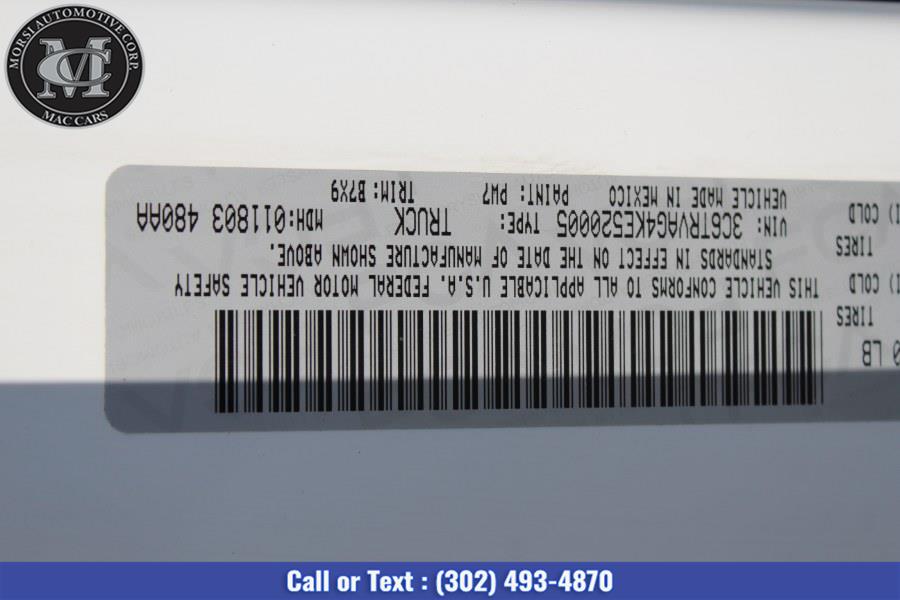 MORSI AUTOMOTIVE CORP.
MC
MAC CARS
0 LB
TIRES
I) COLD
TIRES
I) COLD
THIS VEHICLE CONFORMS TO ALL APPLICABLE U.S.A. FEDERAL MOTOR VEHICLE SAFETY
STANDARDS IN EFFECT ON THE DATE OF MANUFACTURE SHOWN ABOVE.
VIN: 3C6TRVAG4KE520005 TYPE: TRUCK MDH:011803 480AA
VEHICLE MADE IN MEXICO PAINT: PW7 TRIM: B7X9
Call or Text : (302) 493-4870